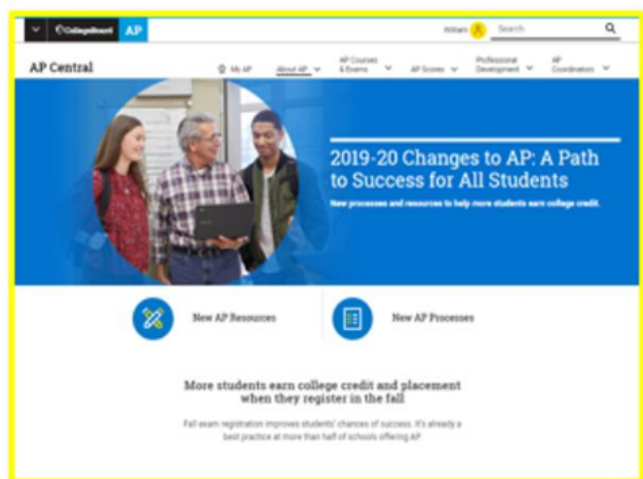 CollegeBoard AP
William Search
AP Central
My AP
About AP
AP Courses
& Exams
AP Scores
Professional
Development
AP
Coordinators
2019-20 Changes to AP: A Path
to Success for All Students
New processes and resources to help more students earn college credit.
New AP Resources
New AP Processes
More students earn college credit and placement
when they register in the fall
Fall exam registration improves students' chances of success. It's already a
best practice at more than half of schools offering AP.